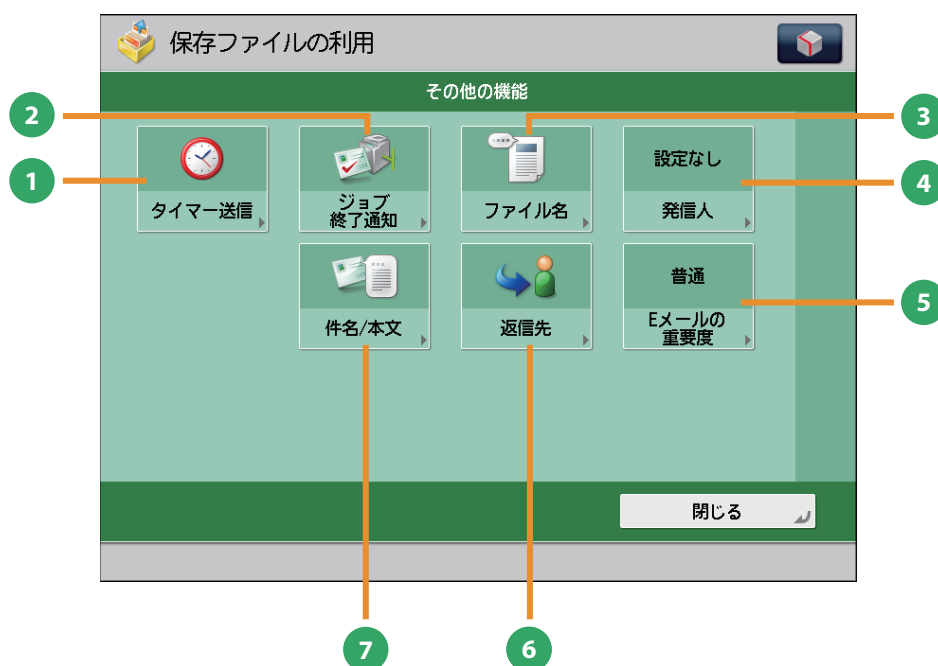 保存ファイルの利用
その他の機能
2
3
1
4
タイマー送信
ジョブ
終了通知
ファイル名
設定なし
発信人
件名/本文
返信先
普通
Eメールの
重要度
5
閉じる
7
6